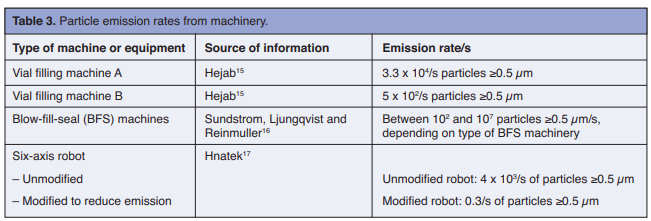 Table 3. Particle emission rates from machinery.
Type of machine or equipment Source of information Emission rate/s
Vial filling machine A Hejab¹⁵ 3.3 x 10⁴/s particles ≥0.5 µm
Vial filling machine B Hejab¹⁵ 5 x 10²/s particles ≥0.5 µm
Blow-fill-seal (BFS) machines Sundstrom, Ljungqvist and Between 10² and 10⁷ particles ≥0.5 µm/s,
Reinmuller¹⁶ depending on type of BFS machinery
Six-axis robot Hnatek¹⁷
– Unmodified Unmodified robot: 4 x 10³/s of particles ≥0.5 µm
– Modified to reduce emission Modified robot: 0.3/s of particles ≥0.5 µm